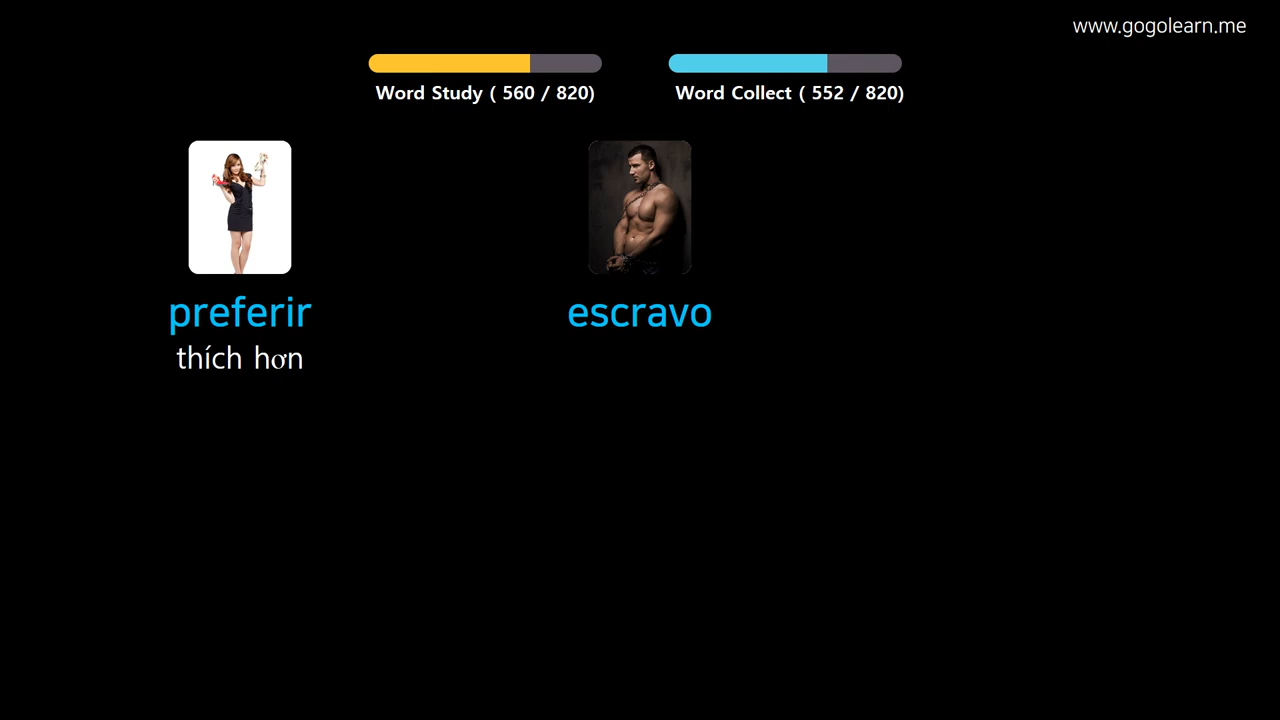 www.gogolearn.me
Word Study ( 560 / 820)
Word Collect ( 552 / 820)
preferir
thích hơn
escravo